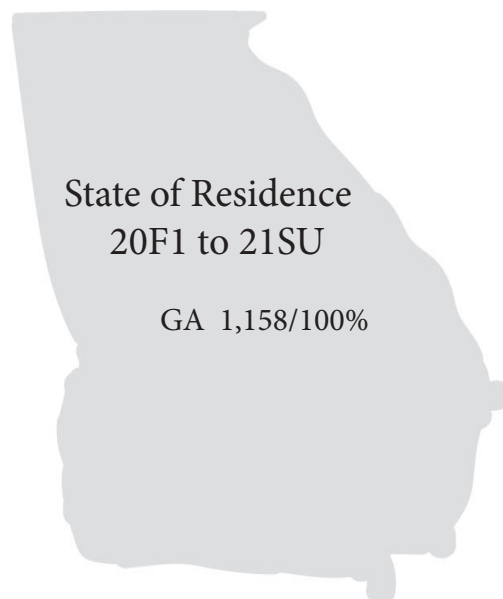 State of Residence
20F1 to 21SU
GA 1,158/100%